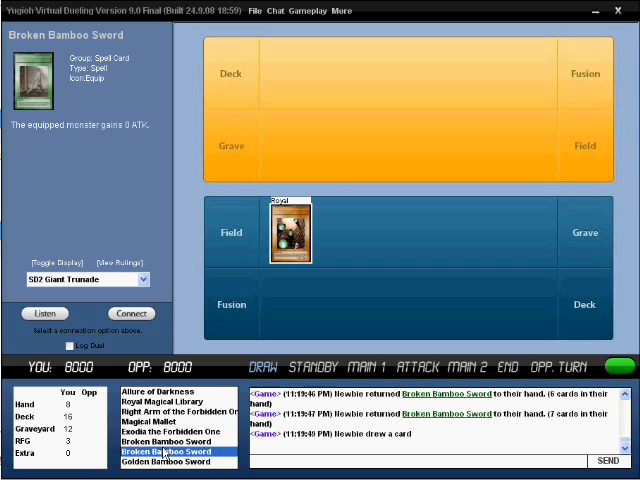 Yugioh Virtual Dueling Version 9.0 Final (Built 24.9.08 18:59) File Chat Gameplay More
Broken Bamboo Sword
Group: Spell Card
Type: Spell
Icon:Equip
The equipped monster gains 0 ATK.
[Toggle Display] [View Rulings]
SD2 Giant Trunade
Listen Connect
Select a connection option above.
Log Duel
Deck Fusion
Grave Field
Royal
Field Grave
Fusion Deck
YOU: 8000 OPP: 8000 DRAW STANDBY MAIN 1 ATTACK MAIN 2 END OPP. TURN
You Opp
Hand 8
Deck 16
Graveyard 12
RFG 3
Extra 0
Allure of Darkness
Royal Magical Library
Right Arm of the Forbidden On
Magical Mallet
Exodia the Forbidden One
Broken Bamboo Sword
Broken Bamboo Sword
Golden Bamboo Sword
<Game> (11:19:46 PM) Newbie returned Broken Bamboo Sword to their hand. (6 cards in their
hand)
<Game> (11:19:47 PM) Newbie returned Broken Bamboo Sword to their hand. (7 cards in their
hand)
<Game> (11:19:49 PM) Newbie drew a card
SEND